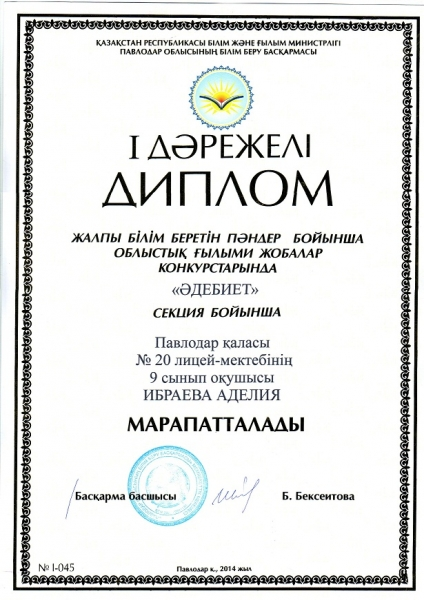 ҚАЗАҚСТАН РЕСПУБЛИКАСЫ БІЛІМ ЖӘНЕ ҒЫЛЫМ МИНИСТРЛІГІ
ПАВЛОДАР ОБЛЫСЫНЫҢ БІЛІМ БЕРУ БАСҚАРМАСЫ
І ДӘРЕЖЕЛІ
ДИПЛОМ
ЖАЛПЫ БІЛІМ БЕРЕТІН ПӘНДЕР БОЙЫНША
ОБЛЫСТЫҚ ҒЫЛЫМИ ЖОБАЛАР
КОНКУРСТАРЫНДА
«ӘДЕБИЕТ»
СЕКЦИЯ БОЙЫНША
Павлодар қаласы
№ 20 лицей-мектебінің
9 сынып оқушысы
ИБРАЕВА АДЕЛИЯ
МАРАПАТТАЛАДЫ
Басқарма басшысы Б. Бексеитова
№ І-045 Павлодар қ., 2014 жыл